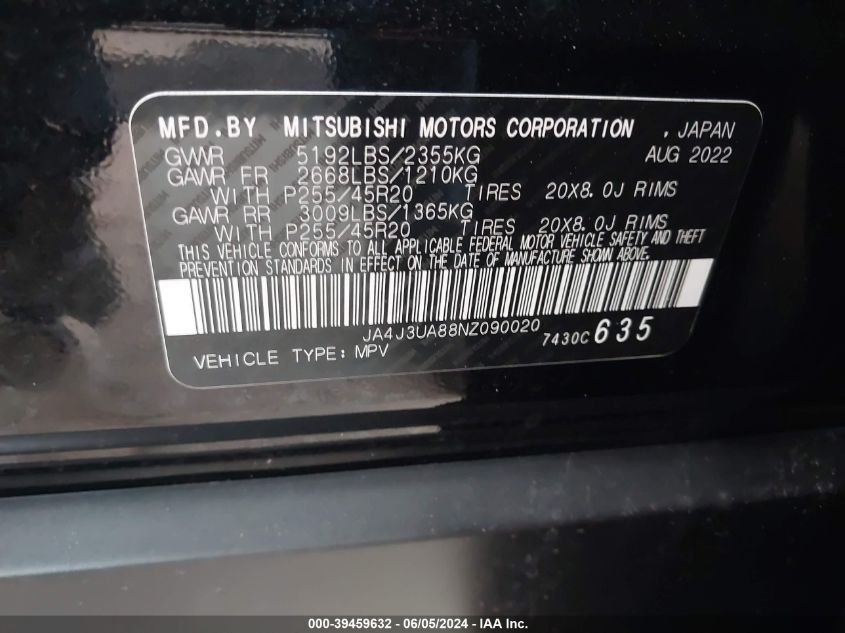 MFD.BY MITSUBISHI MOTORS CORPORATION , JAPAN
GVWR 5192LBS/2355KG AUG 2022
GAWR FR 2668LBS/1210KG
WITH P255/45R20 TIRES 20X8.0J RIMS
GAWR RR 3009LBS/1365KG
WITH P255/45R20 TIRES 20X8.0J RIMS
THIS VEHICLE CONFORMS TO ALL APPLICABLE FEDERAL MOTOR VEHICLE SAFETY AND THEFT
PREVENTION STANDARDS IN EFFECT ON THE DATE OF MANUFACTURE SHOWN ABOVE.
JA4J3UA88NZ090020
7430C 635
VEHICLE TYPE: MPV
000-39459632 - 06/05/2024 - IAA Inc.